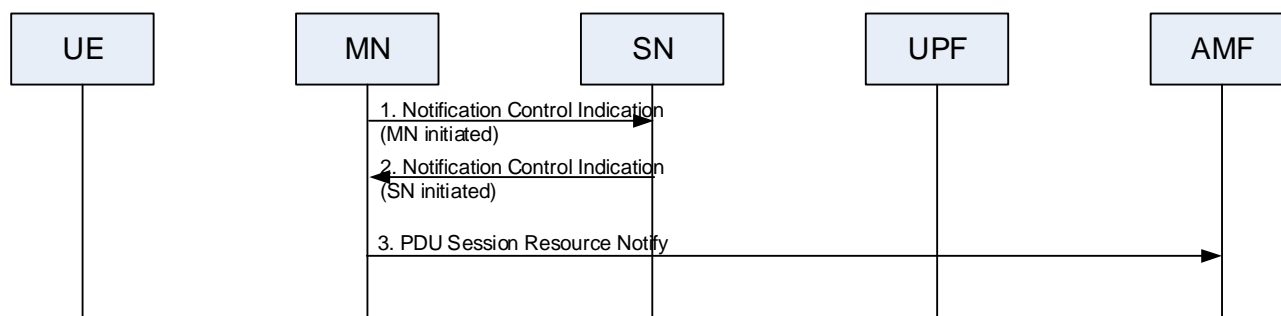 UE
MN
SN
UPF
AMF
1. Notification Control Indication
(MN initiated)
2. Notification Control Indication
(SN initiated)
3. PDU Session Resource Notify